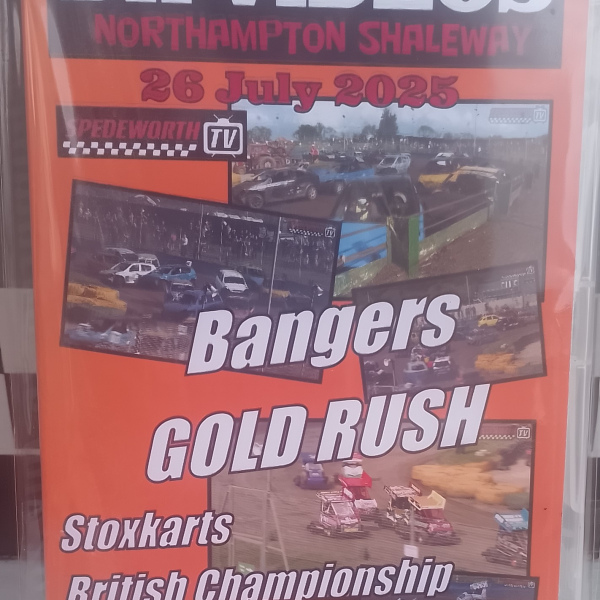 NORTHAMPTON SHALEWAY
26 July 2025
SPEDEWORTH TV
Bangers
GOLD RUSH
Stoxkarts
British Championship